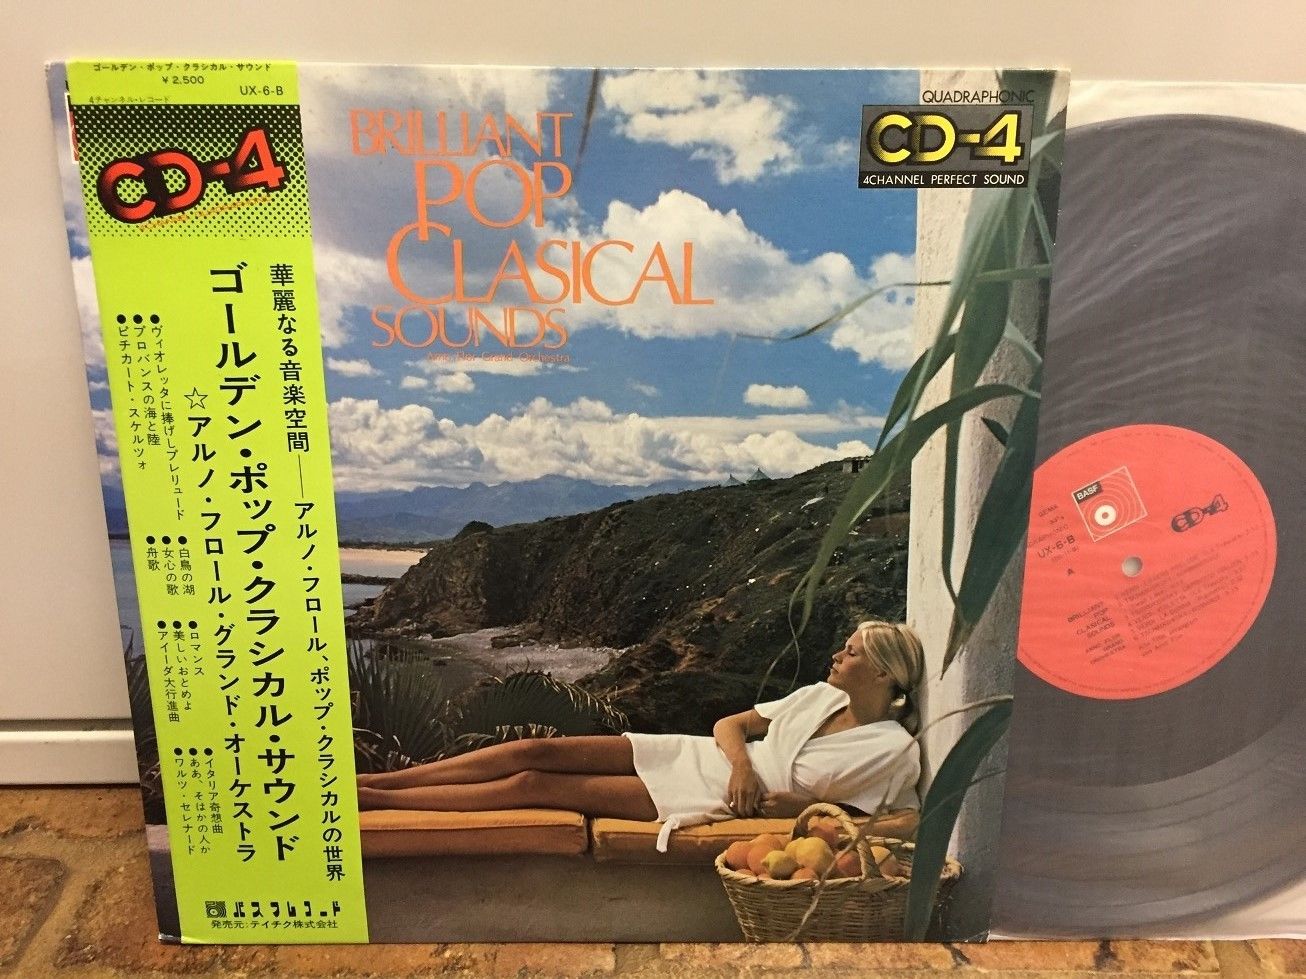 ゴールデン・ポップ・クラシカル・サウンド
¥2,500
UX-6-B
4チャンネル・レコード
CD-4
華麗なる音楽空間――アルノ・フロール、ポップ・クラシカルの世界
ゴールデン・ポップ・クラシカル・サウンド
☆アルノ・フロール・グランド・オーケストラ
●ヴィオレッタに捧げしプレリュード
●プロバンスの海と陸
●ピチカート・スケルツォ
●白鳥の湖
●女心の歌
●舟歌
●ロマンス
●美しいおとめよ
●アイーダ大行進曲
●イタリア奇想曲
●ああ、そはかの人か
●ワルツ・セレナード
バスフレコード
発売元:テイチク株式会社
BRILLIANT
POP
CLASICAL
SOUNDS
Arno Flor Grand Orchestra
QUADRAPHONIC
CD-4
4CHANNEL PERFECT SOUND
BASF
CD-4
GEMA
UX-6-B
A
BRILLIANT
POP
CLASICAL
SOUNDS
ARNO FLOR
GRAND
ORCHESTRA